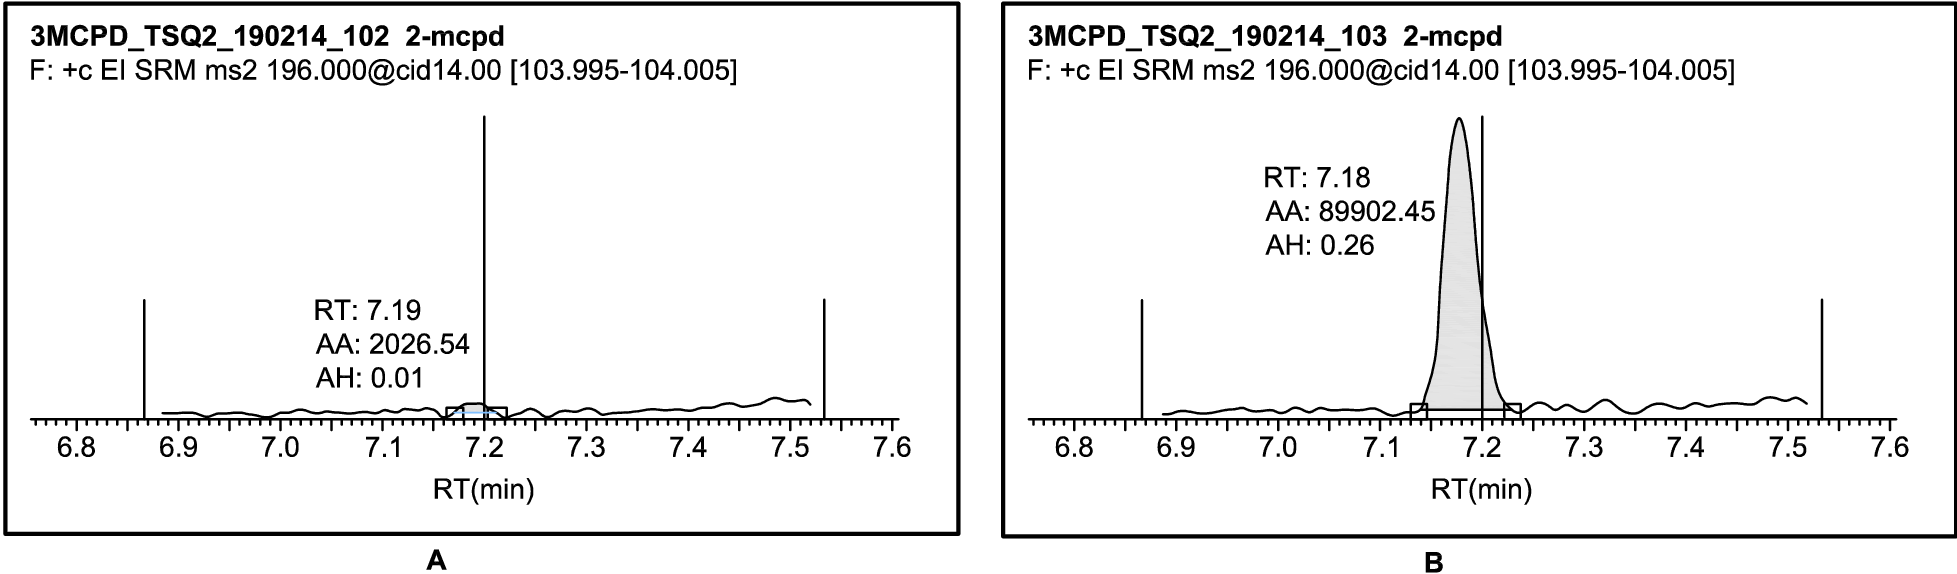 3MCPD_TSQ2_190214_102 2-mcpd
F: +c EI SRM ms2 196.000@cid14.00 [103.995-104.005]
RT: 7.19
AA: 2026.54
AH: 0.01
6.8 6.9 7.0 7.1 7.2 7.3 7.4 7.5 7.6
RT(min)
A
3MCPD_TSQ2_190214_103 2-mcpd
F: +c EI SRM ms2 196.000@cid14.00 [103.995-104.005]
RT: 7.18
AA: 89902.45
AH: 0.26
6.8 6.9 7.0 7.1 7.2 7.3 7.4 7.5 7.6
RT(min)
B